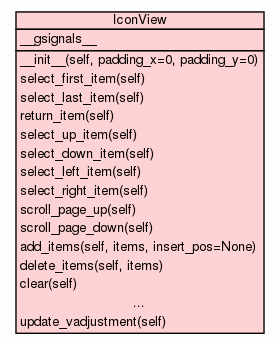 IconView
__gsignals__
__init__(self, padding_x=0, padding_y=0)
select_first_item(self)
select_last_item(self)
return_item(self)
select_up_item(self)
select_down_item(self)
select_left_item(self)
select_right_item(self)
scroll_page_up(self)
scroll_page_down(self)
add_items(self, items, insert_pos=None)
delete_items(self, items)
clear(self)
...
update_vadjustment(self)